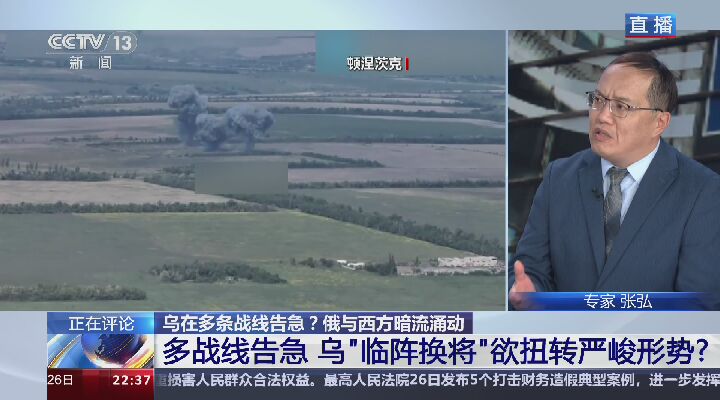 CCTV 13
新闻
顿涅茨克
直播
专家 张弘
正在评论
乌在多条战线告急？俄与西方暗流涌动
多战线告急 乌"临阵换将"欲扭转严峻形势？
26日 22:37 重损害人民群众合法权益。最高人民法院26日发布5个打击财务造假典型案例，进一步发挥